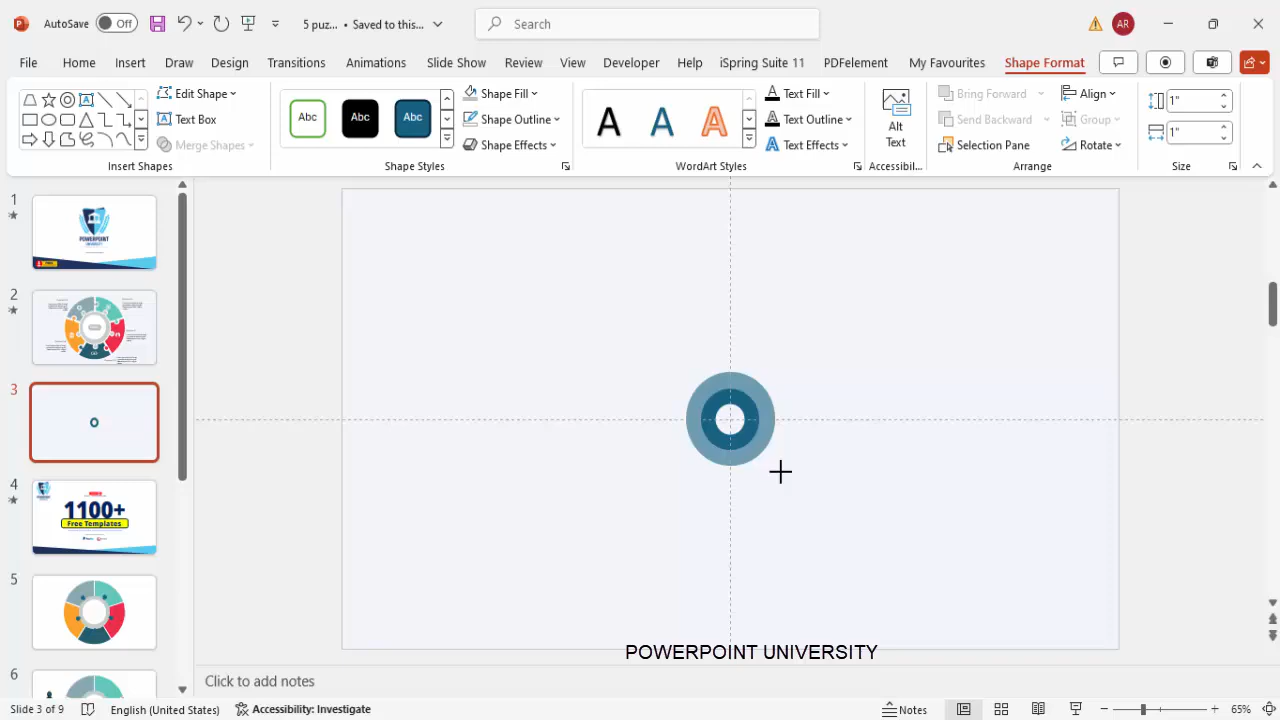 AutoSave Off 5 puz... • Saved to this... Search AR
File Home Insert Draw Design Transitions Animations Slide Show Review View Developer Help iSpring Suite 11 PDFelement My Favourites Shape Format
Edit Shape
Text Box
Merge Shapes
Insert Shapes
Abc Abc Abc
Shape Fill
Shape Outline
Shape Effects
Shape Styles
A A A
Text Fill
Text Outline
Text Effects
WordArt Styles
Alt
Text
Accessibil...
Bring Forward
Send Backward
Selection Pane
Align
Group
Rotate
Arrange
1"
1"
Size
1
POWERPOINT
UNIVERSITY
2
3
4
1100+
Free Templates
5
6
POWERPOINT UNIVERSITY
Click to add notes
Slide 3 of 9 English (United States) Accessibility: Investigate Notes 65%